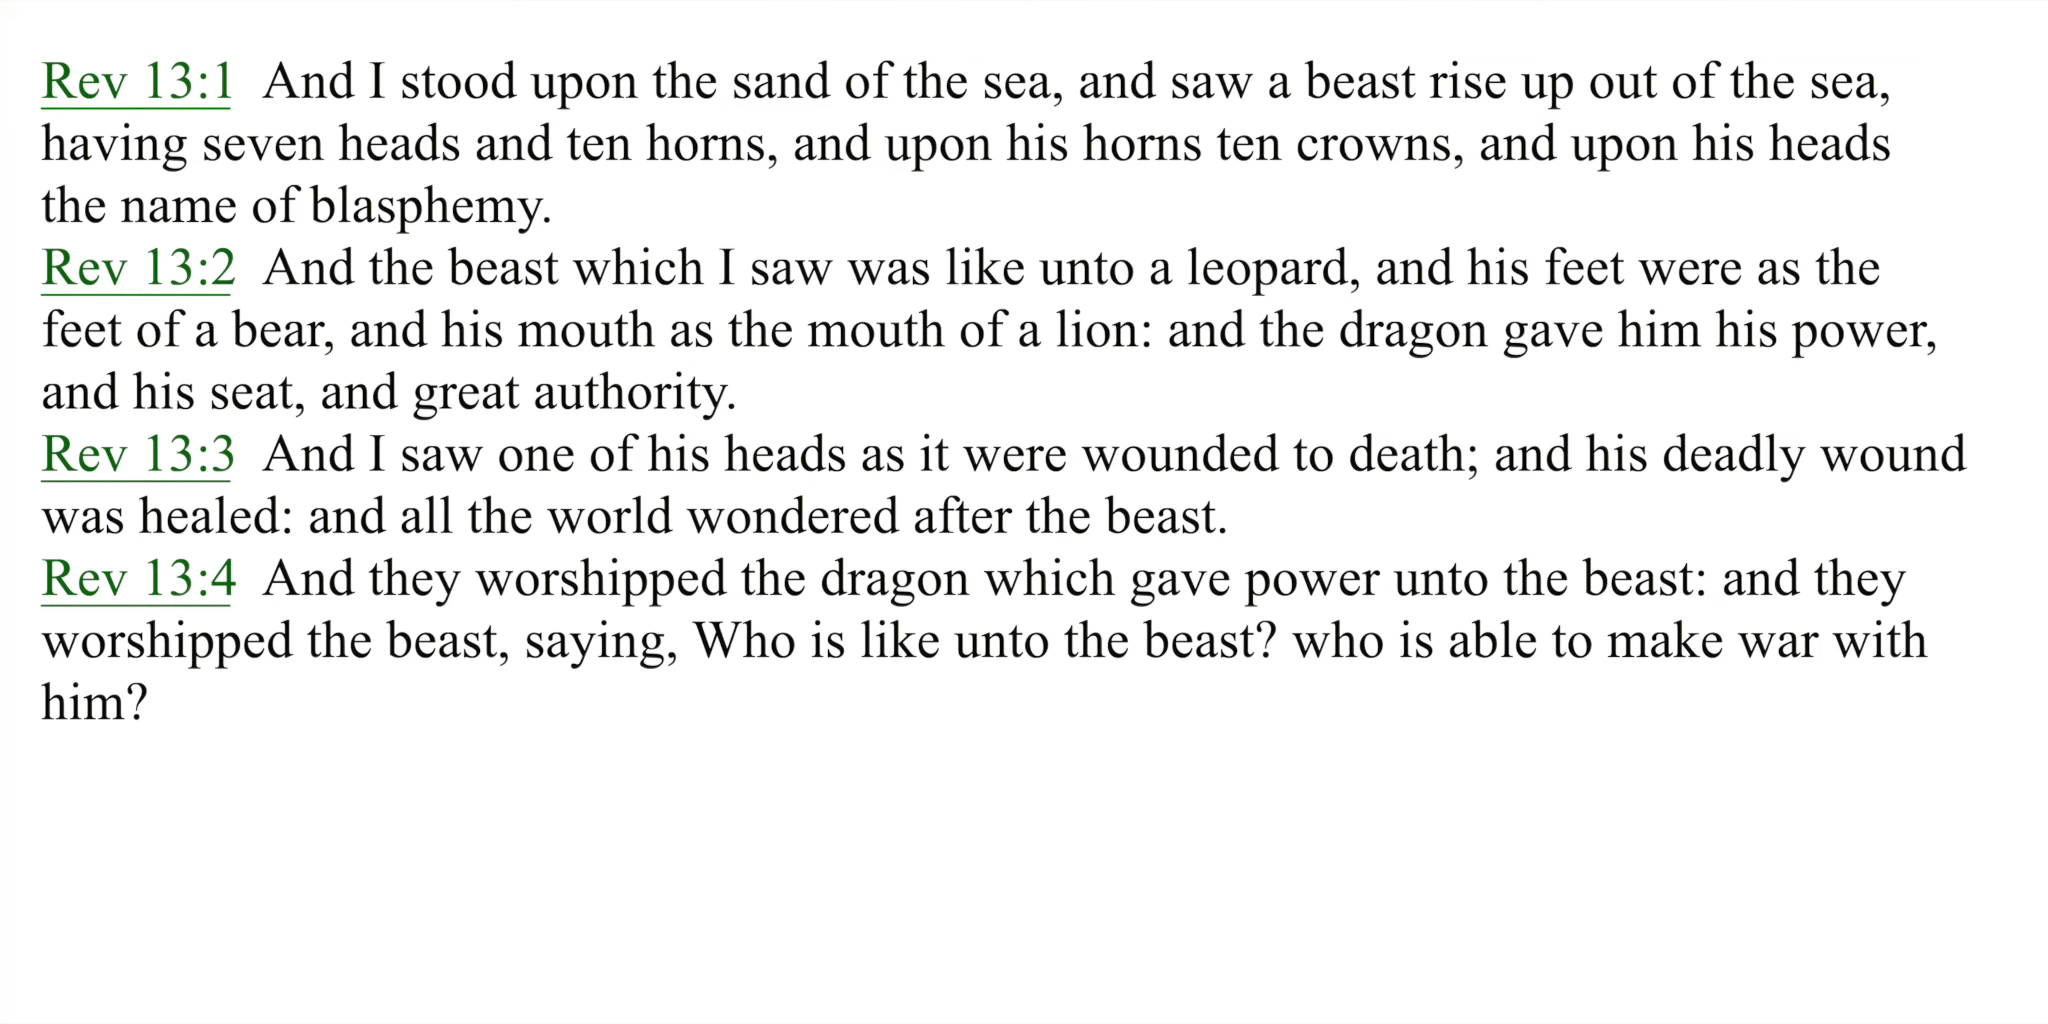 Rev 13:1 And I stood upon the sand of the sea, and saw a beast rise up out of the sea,
having seven heads and ten horns, and upon his horns ten crowns, and upon his heads
the name of blasphemy.
Rev 13:2 And the beast which I saw was like unto a leopard, and his feet were as the
feet of a bear, and his mouth as the mouth of a lion: and the dragon gave him his power,
and his seat, and great authority.
Rev 13:3 And I saw one of his heads as it were wounded to death; and his deadly wound
was healed: and all the world wondered after the beast.
Rev 13:4 And they worshipped the dragon which gave power unto the beast: and they
worshipped the beast, saying, Who is like unto the beast? who is able to make war with
him?